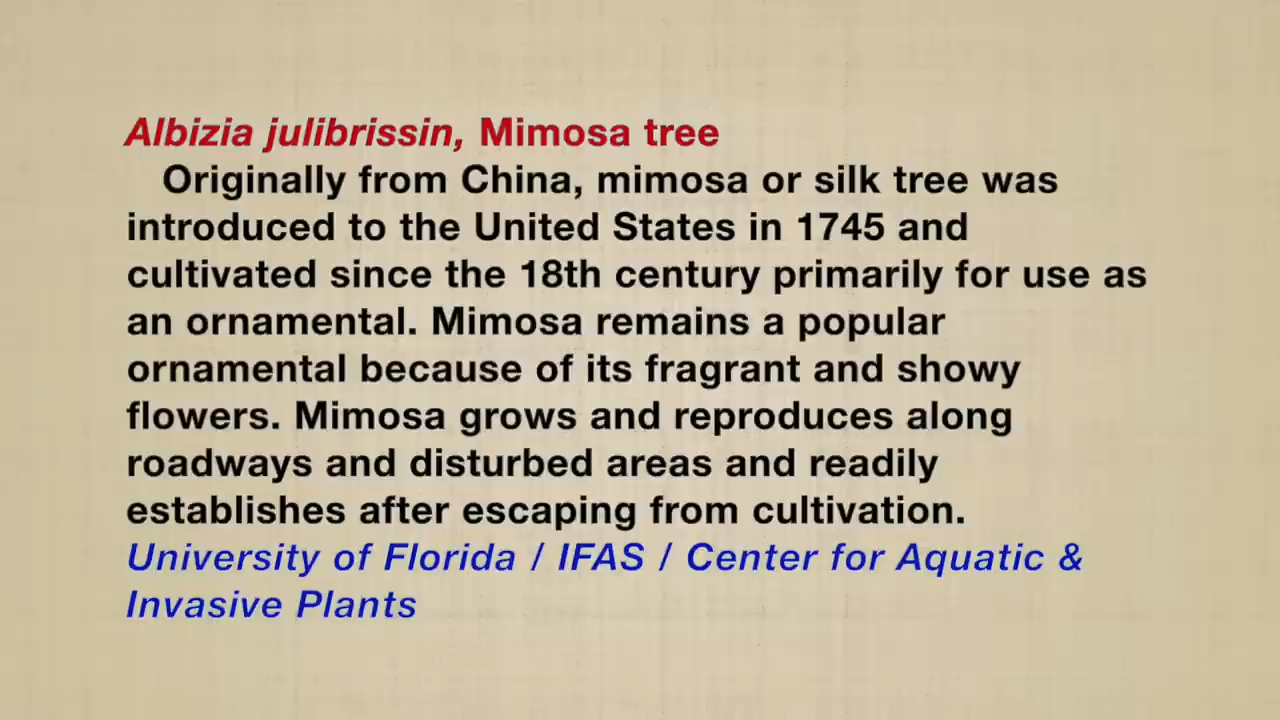 Albizia julibrissin, Mimosa tree
Originally from China, mimosa or silk tree was
introduced to the United States in 1745 and
cultivated since the 18th century primarily for use as
an ornamental. Mimosa remains a popular
ornamental because of its fragrant and showy
flowers. Mimosa grows and reproduces along
roadways and disturbed areas and readily
establishes after escaping from cultivation.
University of Florida / IFAS / Center for Aquatic &
Invasive Plants